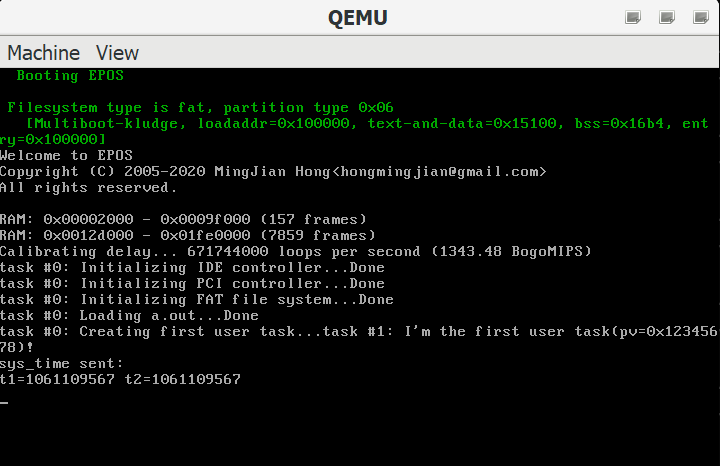 QEMU
Machine View
Booting EPOS
Filesystem type is fat, partition type 0x06
[Multiboot-kludge, loadaddr=0x100000, text-and-data=0x15100, bss=0x16b4, ent
ry=0x100000]
Welcome to EPOS
Copyright (C) 2005-2020 MingJian Hong<hongmingjian@gmail.com>
All rights reserved.
RAM: 0x00002000 - 0x0009f000 (157 frames)
RAM: 0x0012d000 - 0x01fe0000 (7859 frames)
Calibrating delay... 671744000 loops per second (1343.48 BogoMIPS)
task #0: Initializing IDE controller...Done
task #0: Initializing PCI controller...Done
task #0: Initializing FAT file system...Done
task #0: Loading a.out...Done
task #0: Creating first user task...task #1: I'm the first user task(pv=0x123456
78)!
sys_time sent:
t1=1061109567 t2=1061109567
_